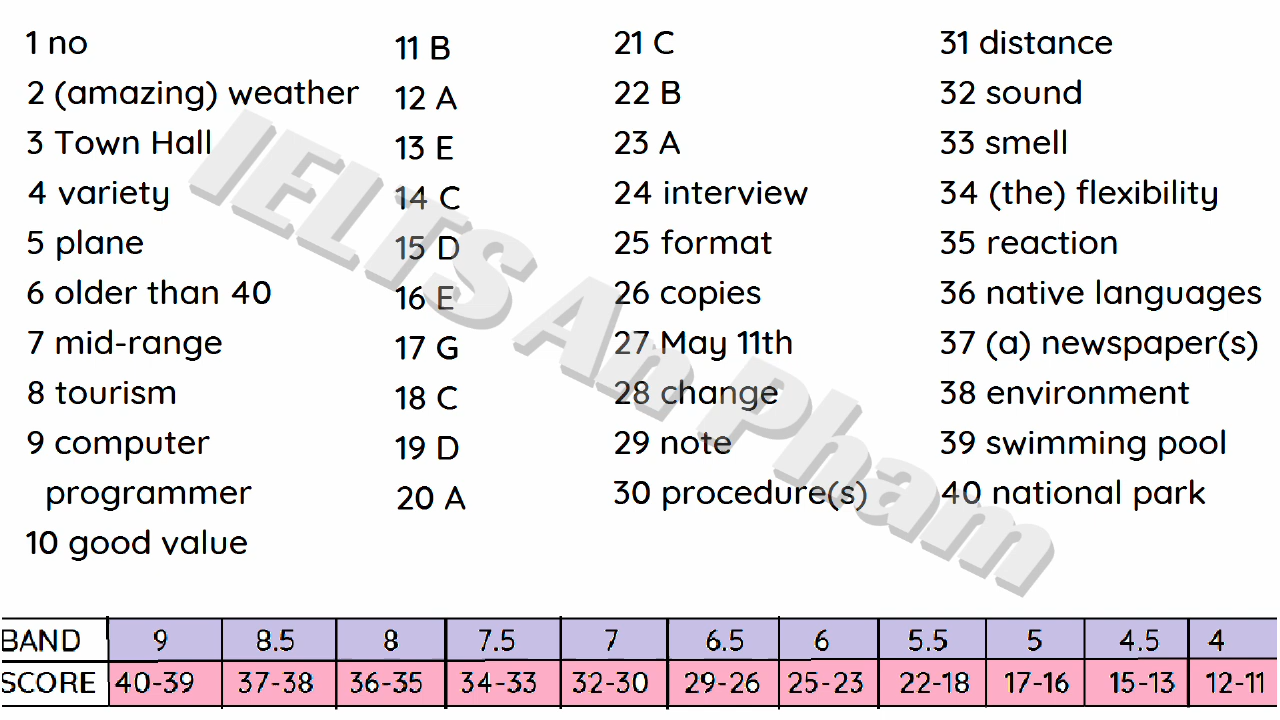 1 no
2 (amazing) weather
3 Town Hall
4 variety
5 plane
6 older than 40
7 mid-range
8 tourism
9 computer
programmer
10 good value
11 B
12 A
13 E
14 C
15 D
16 E
17 G
18 C
19 D
20 A
21 C
22 B
23 A
24 interview
25 format
26 copies
27 May 11th
28 change
29 note
30 procedure(s)
31 distance
32 sound
33 smell
34 (the) flexibility
35 reaction
36 native languages
37 (a) newspaper(s)
38 environment
39 swimming pool
40 national park
IELTS An Pham
BAND 9 8.5 8 7.5 7 6.5 6 5.5 5 4.5 4
SCORE 40-39 37-38 36-35 34-33 32-30 29-26 25-23 22-18 17-16 15-13 12-11